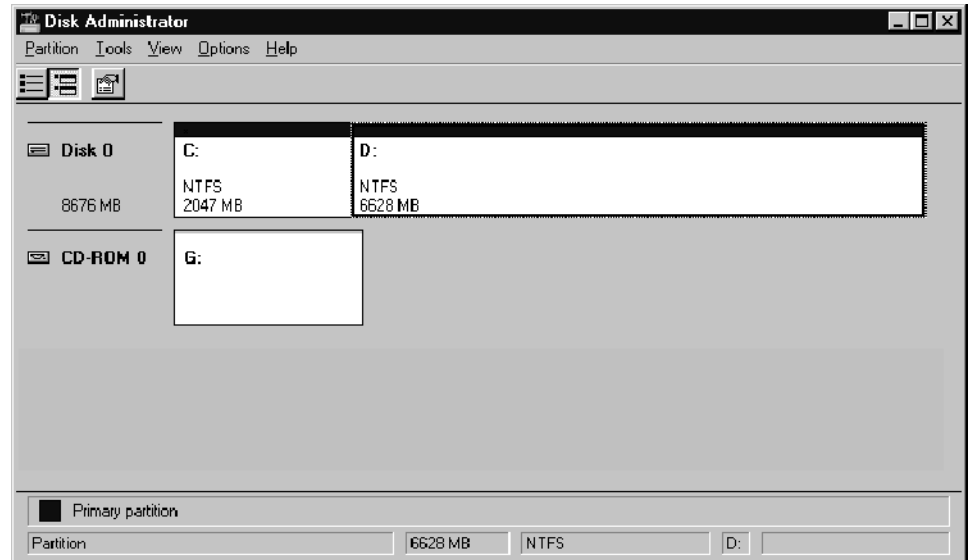 Disk Administrator
Partition Tools View Options Help
Disk 0 C: D:
NTFS NTFS
8676 MB 2047 MB 6628 MB
CD-ROM 0 G:
Primary partition
Partition 6628 MB NTFS D: